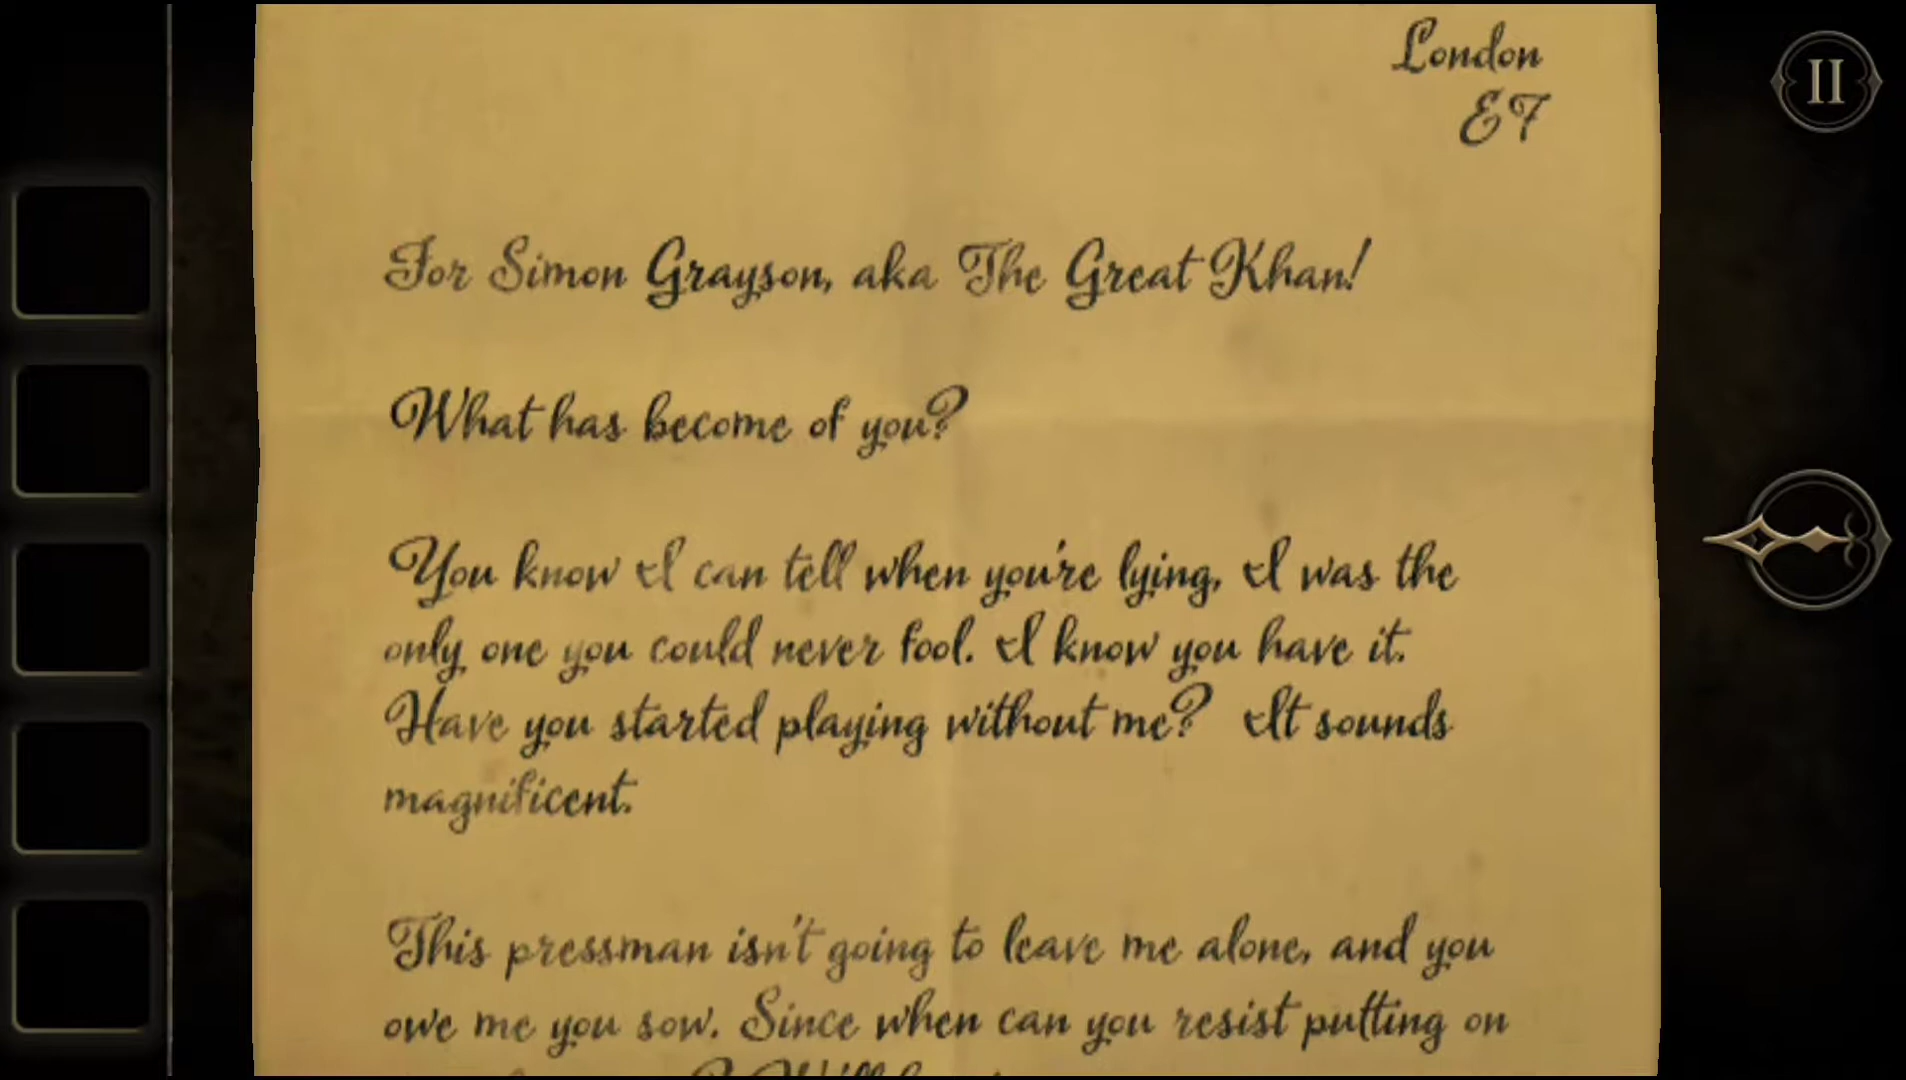 London
E7
II
For Simon Grayson, aka The Great Khan!
What has become of you?
You know I can tell when you're lying, I was the
only one you could never fool. I know you have it.
Have you started playing without me? It sounds
magnificent.
This pressman isn't going to leave me alone, and you
owe me you sow. Since when can you resist putting on